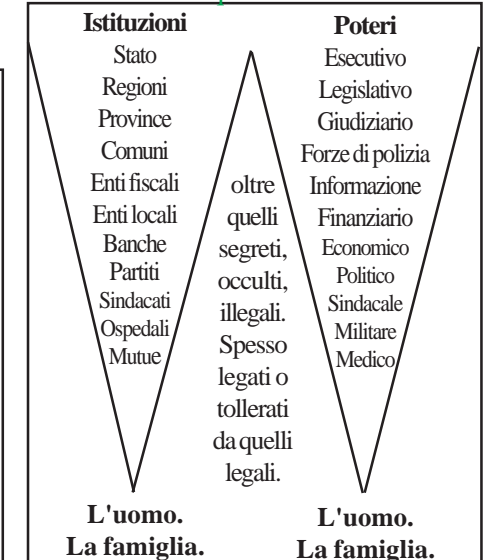 Istituzioni
Stato
Regioni
Province
Comuni
Enti fiscali
Enti locali
Banche
Partiti
Sindacati
Ospedali
Mutue
L'uomo.
La famiglia.
oltre
quelli
segreti,
occulti,
illegali.
Spesso
legati o
tollerati
da quelli
legali.
Poteri
Esecutivo
Legislativo
Giudiziario
Forze di polizia
Informazione
Finanziario
Economico
Politico
Sindacale
Militare
Medico
L'uomo.
La famiglia.